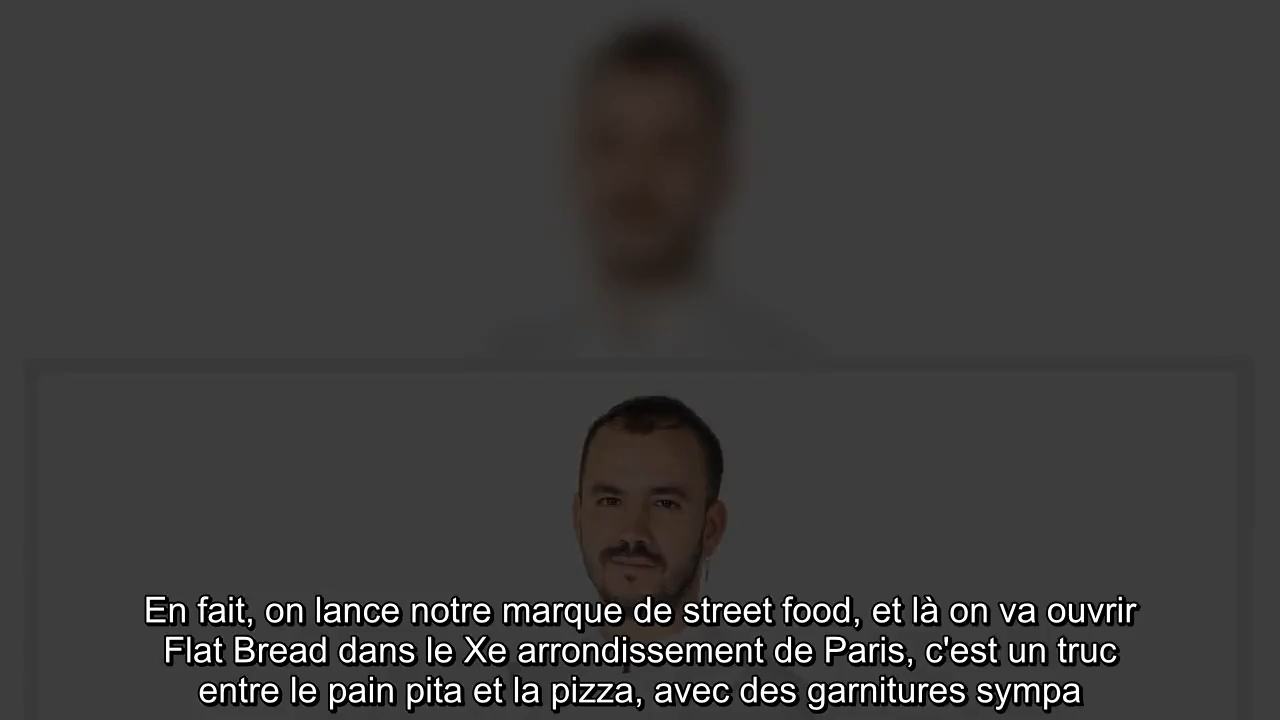 En fait, on lance notre marque de street food, et là on va ouvrir
Flat Bread dans le Xe arrondissement de Paris, c'est un truc
entre le pain pita et la pizza, avec des garnitures sympa